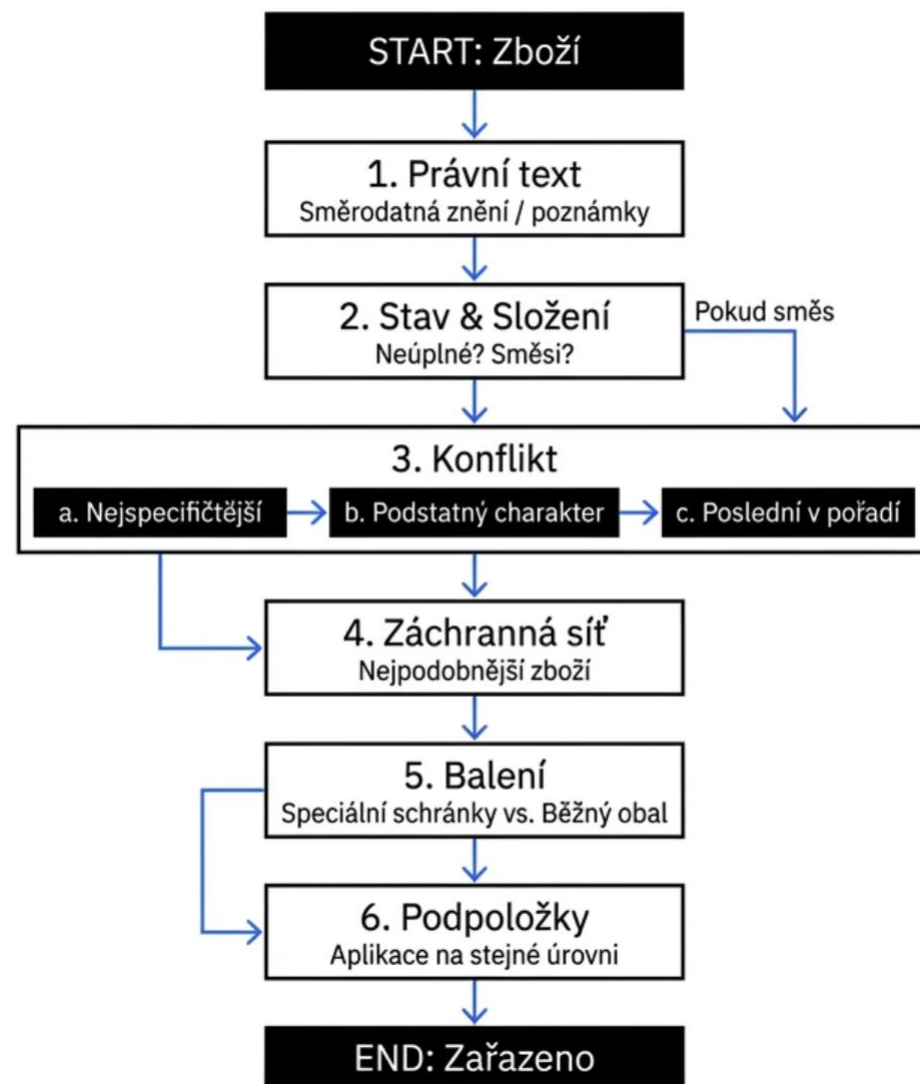 START: Zboží
1. Právní text
Směrodatná znění / poznámky
2. Stav & Složení
Neúplné? Směsi?
Pokud směs
3. Konflikt
a. Nejspecifičtější
b. Podstatný charakter
c. Poslední v pořadí
4. Záchranná síť
Nejpodobnější zboží
5. Balení
Speciální schránky vs. Běžný obal
6. Podpoložky
Aplikace na stejné úrovni
END: Zařazeno